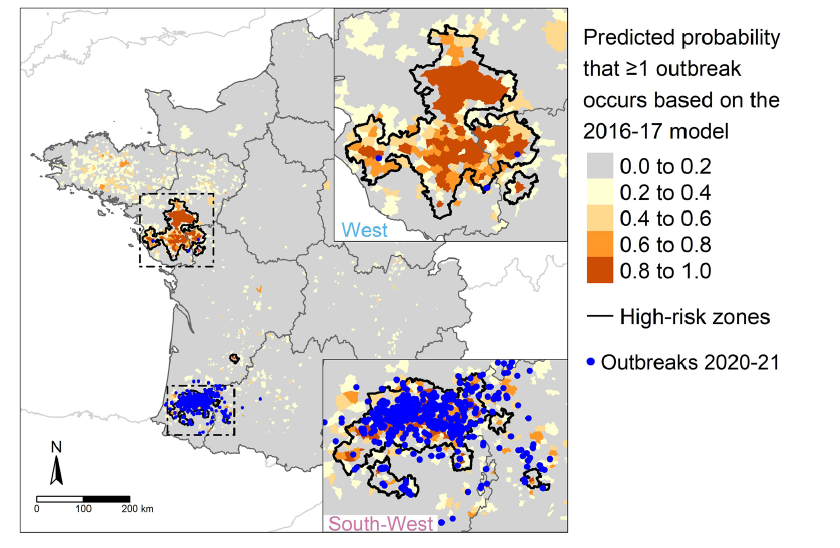 Predicted probability
that ≥1 outbreak
occurs based on the
2016-17 model
0.0 to 0.2
0.2 to 0.4
0.4 to 0.6
0.6 to 0.8
0.8 to 1.0
High-risk zones
Outbreaks 2020-21
West
South-West
N
0 100 200 km